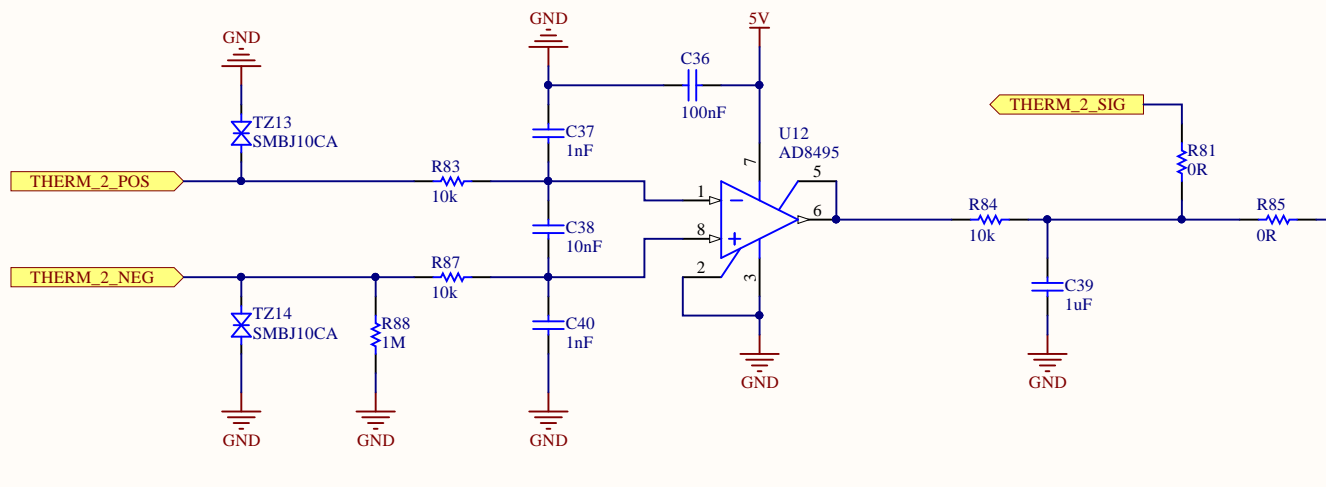 GND
GND
5V
C36
100nF
THERM_2_SIG
TZ13
SMBJ10CA
C37
1nF
U12
AD8495
7
R81
0R
THERM_2_POS
R83
10k
1
5
6
C38
10nF
8
R84
10k
R85
0R
THERM_2_NEG
R87
10k
2
3
C39
1uF
TZ14
SMBJ10CA
R88
1M
C40
1nF
GND
GND
GND
GND
GND